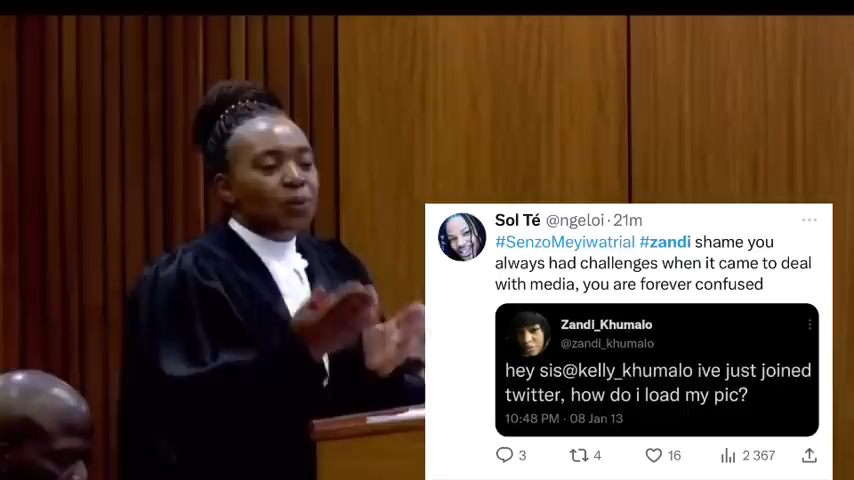 Sol Té @ngeloi · 21m
#SenzoMeyiwatrial #zandi shame you
always had challenges when it came to deal
with media, you are forever confused
Zandi_Khumalo
@zandi_khumalo
hey sis@kelly_khumalo ive just joined
twitter, how do i load my pic?
10:48 PM · 08 Jan 13
3 4 16 2 367